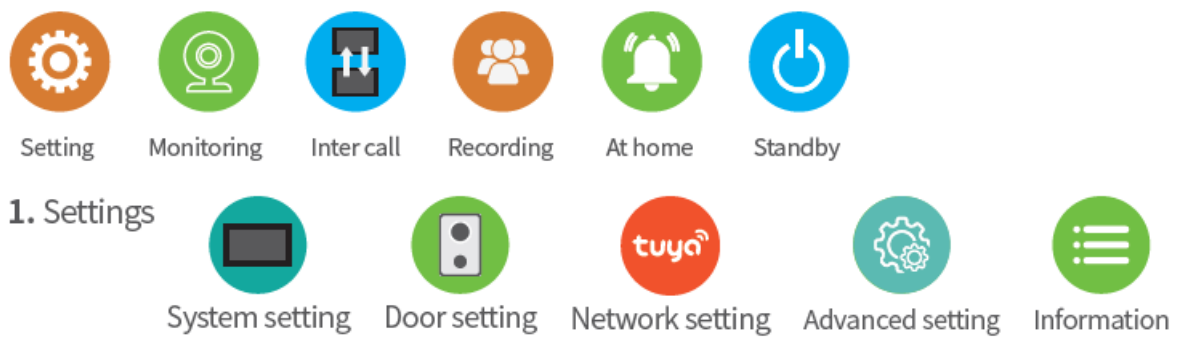 Setting Monitoring Inter call Recording At home Standby
1. Settings
tuya
System setting Door setting Network setting Advanced setting Information